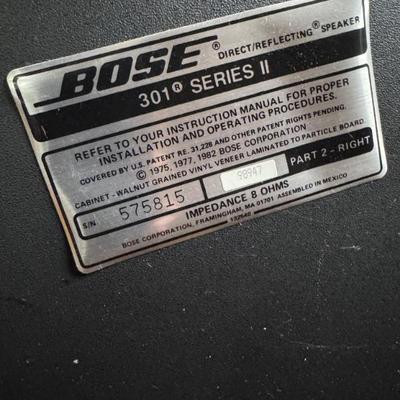 BOSE® DIRECT/REFLECTING® SPEAKER
301® SERIES II
REFER TO YOUR INSTRUCTION MANUAL FOR PROPER
INSTALLATION AND OPERATING PROCEDURES.
COVERED BY U.S. PATENT RE. 31,228 AND OTHER PATENT RIGHTS PENDING.
© 1975, 1977, 1982 BOSE CORPORATION
CABINET - WALNUT GRAINED VINYL VENEER LAMINATED TO PARTICLE BOARD
S/N 575815 98947 PART 2 - RIGHT
IMPEDANCE 8 OHMS
BOSE CORPORATION, FRAMINGHAM, MA 01701 ASSEMBLED IN MEXICO
132640